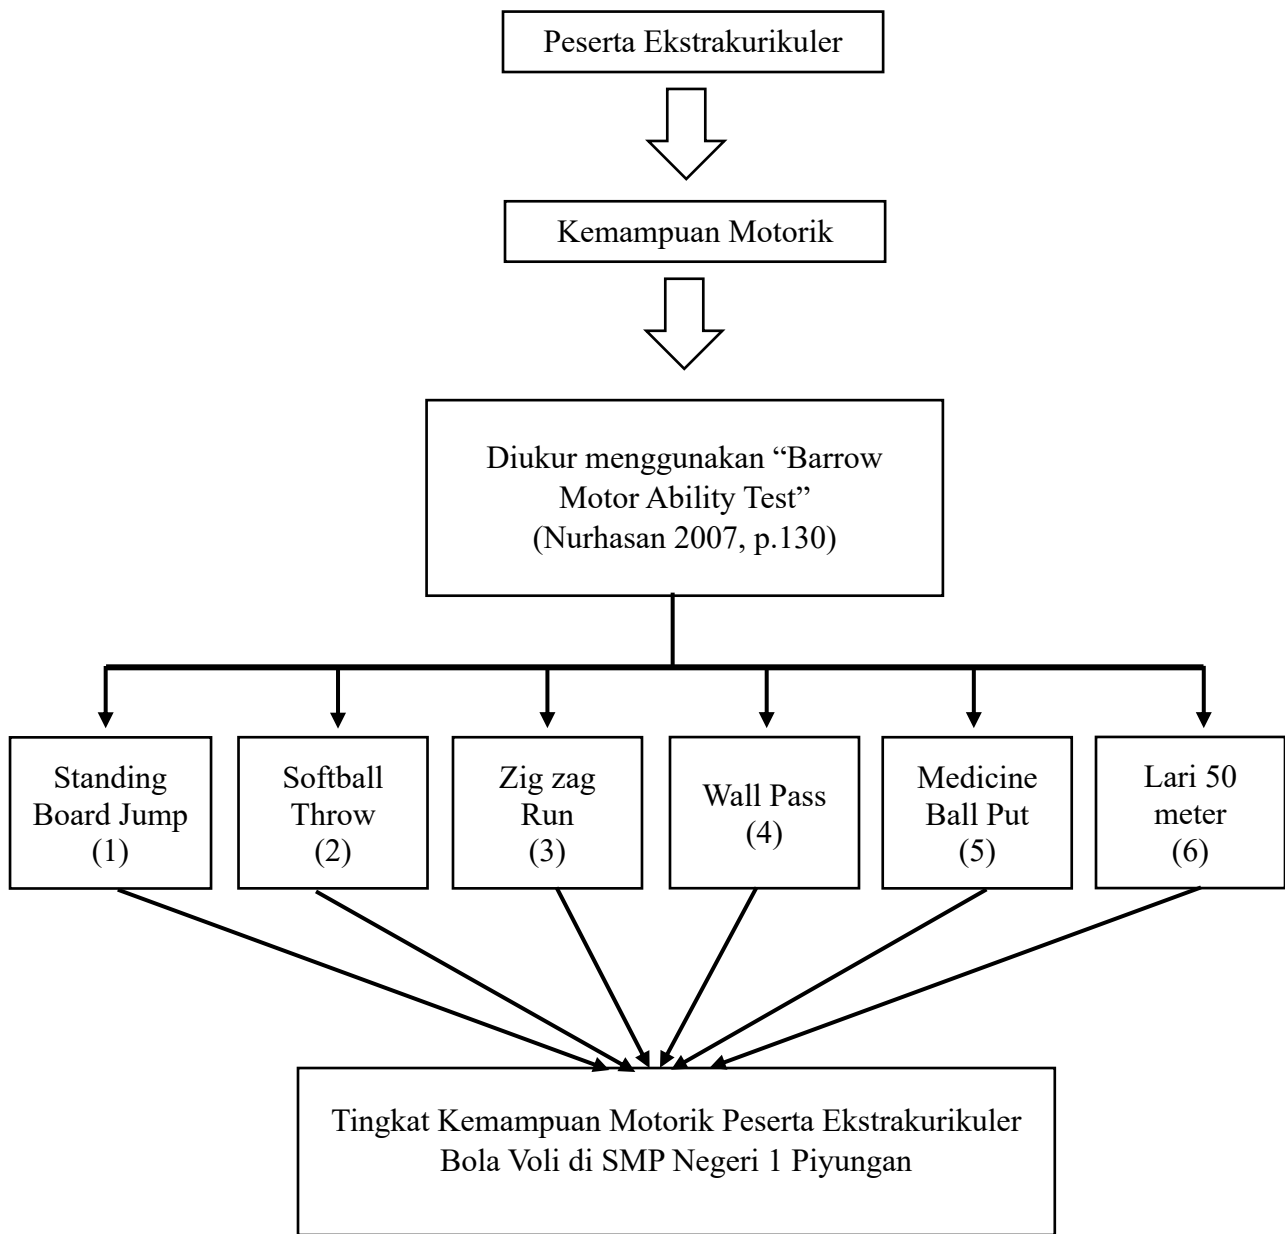 Peserta Ekstrakurikuler
Kemampuan Motorik
Diukur menggunakan “Barrow
Motor Ability Test”
(Nurhasan 2007, p.130)
Standing
Board Jump
(1)
Softball
Throw
(2)
Zig zag
Run
(3)
Wall Pass
(4)
Medicine
Ball Put
(5)
Lari 50
meter
(6)
Tingkat Kemampuan Motorik Peserta Ekstrakurikuler
Bola Voli di SMP Negeri 1 Piyungan